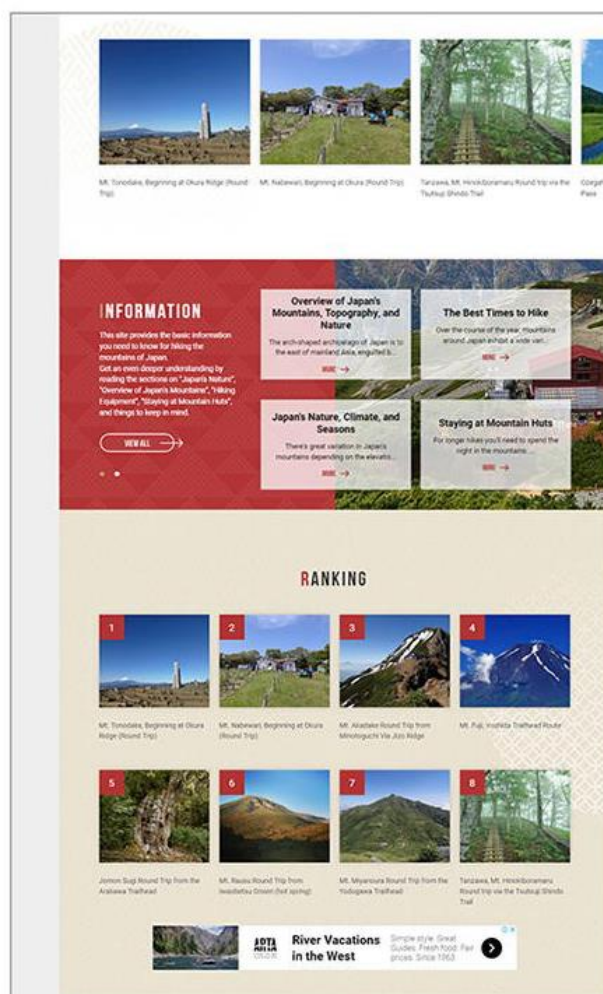 Mt. Tonodake, Beginning at Okura Ridge (Round
Trip)
Mt. Nabewari, Beginning at Okura (Round Trip)
Tanzawa, Mt. Hinokiboramaru Round trip via the
Tsutsuji Shindo Trail
Pass
INFORMATION
This site provides the basic information
you need to know for hiking the
mountains of Japan.
Get an even deeper understanding by
reading the sections on "Japan's Nature",
"Overview of Japan's Mountains", "Hiking
Equipment", "Staying at Mountain Huts",
and things to keep in mind.
VIEW ALL
Overview of Japan's
Mountains, Topography, and
Nature
The arch-shaped archipelago of Japan is to
the east of mainland Asia, engulfed b...
MORE
The Best Times to Hike
Over the course of the year, mountains
around Japan exhibit a wide vari...
MORE
Japan's Nature, Climate, and
Seasons
There's great variation in Japan's
mountains depending on the elevatio...
MORE
Staying at Mountain Huts
For longer hikes you'll need to spend the
night in the mountains....
MORE
RANKING
1
2
3
4
Mt. Tonodake, Beginning at Okura
Ridge (Round Trip)
Mt. Nabewari, Beginning at Okura
(Round Trip)
Mt. Akadake Round Trip from
Minotoguchi Via Jizo Ridge
Mt. Fuji, Yoshida Trailhead Route
5
6
7
8
Jomon Sugi Round Trip from the
Arakawa Trailhead
Mt. Rausu Round Trip from
Iwaobetsu Onsen (hot spring)
Mt. Miyanoura Round Trip from the
Yodogawa Trailhead
Tanzawa, Mt. Hinokiboramaru
Round trip via the Tsutsuji Shindo
Trail
ARTA
River Vacations
in the West
Simple style. Great
Guides. Fresh food. Fair
prices. Since 1963